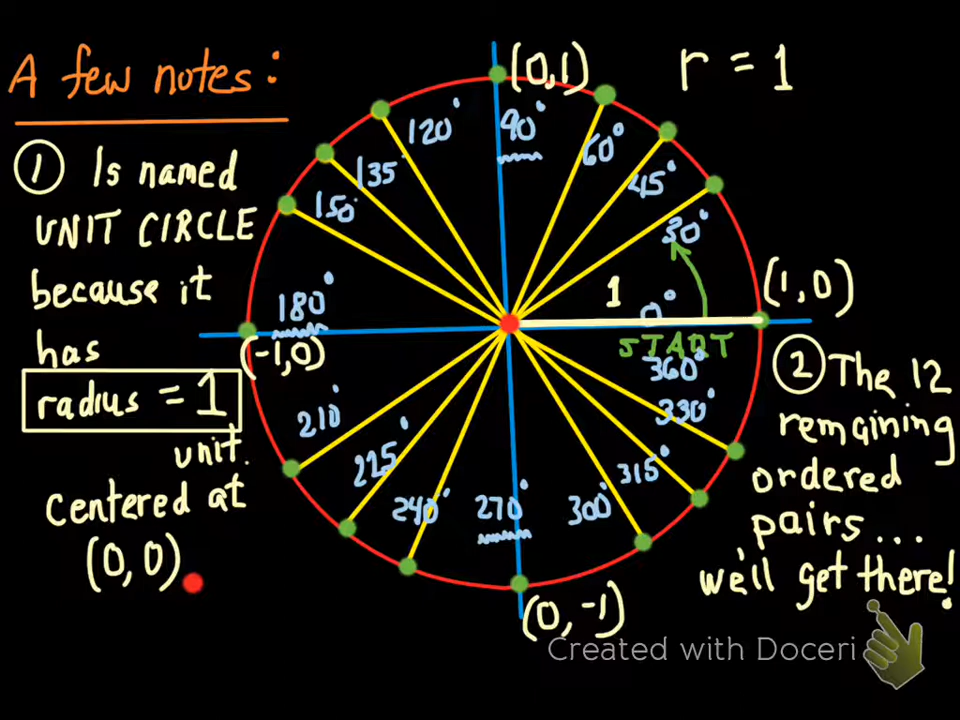 A few notes:
① Is named
UNIT CIRCLE
because it
has
radius = 1
unit.
centered at
(0,0)
r = 1
(0,1)
120°
90°
60°
135
45°
150°
30°
180°
1
0°
(1,0)
(-1,0)
START
360°
210°
330°
225°
315°
240°
270°
300°
(0,-1)
② The 12
remaining
ordered
pairs...
we'll get there!
Created with Doceri